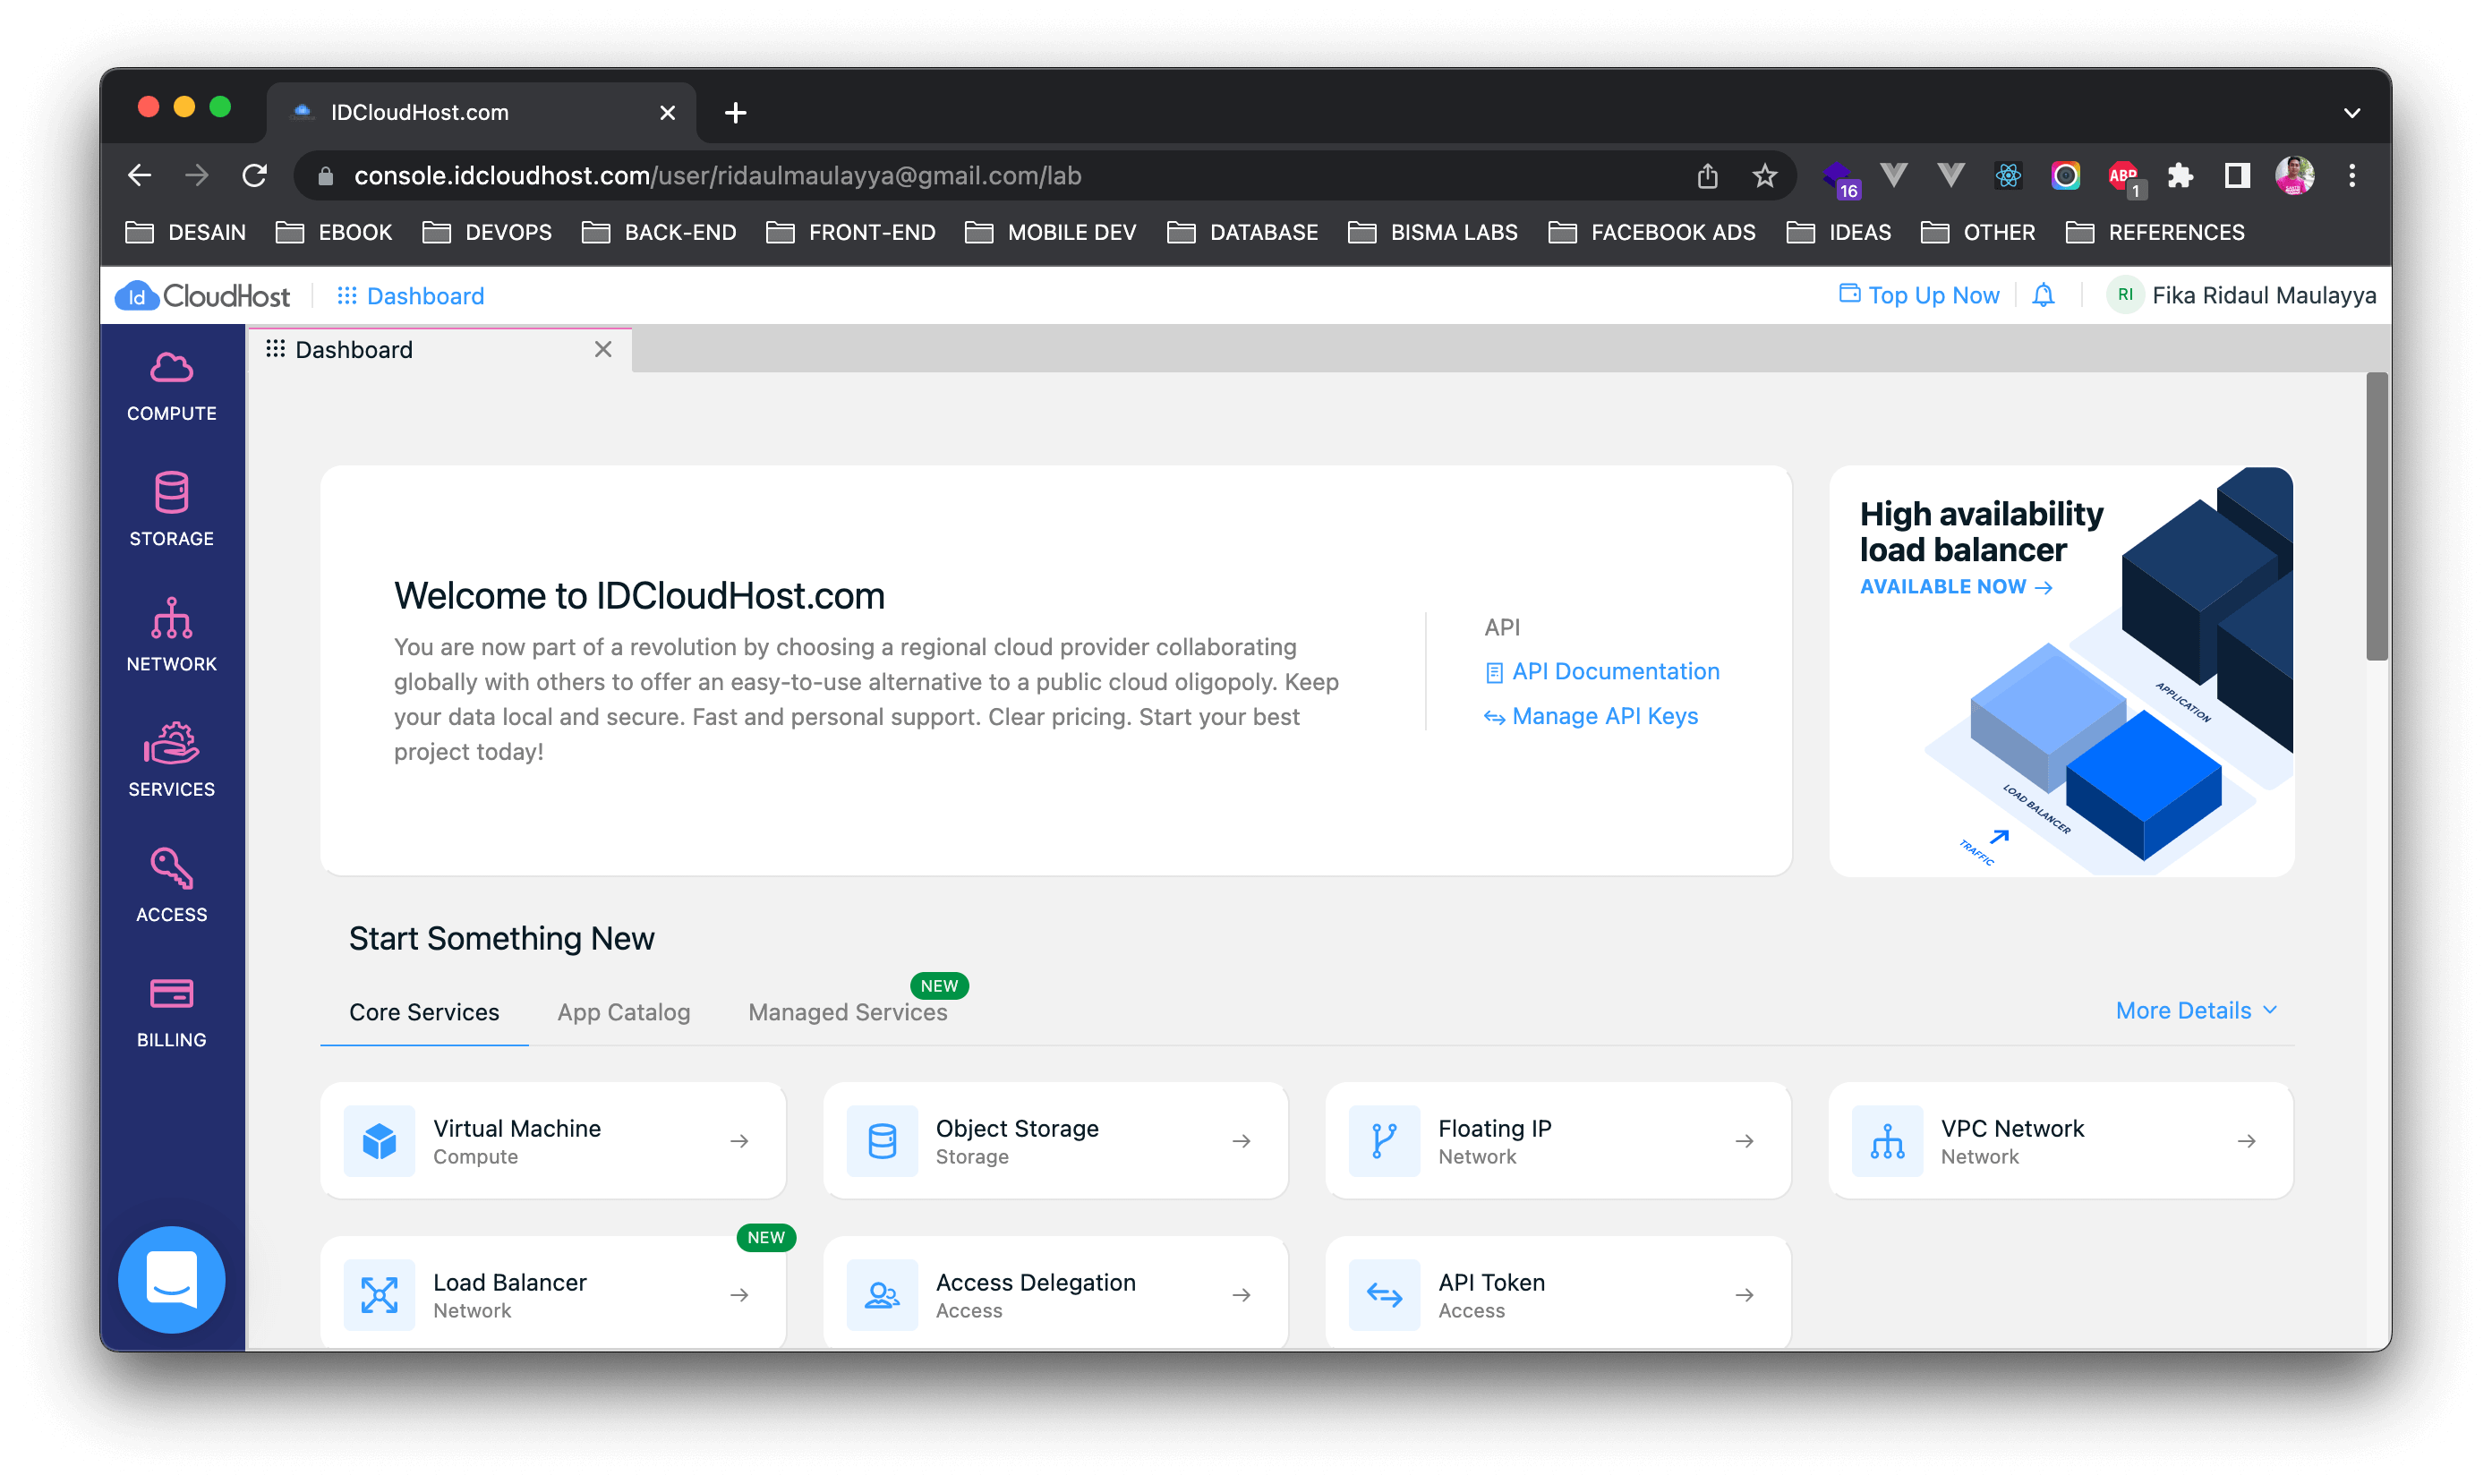 IDCloudHost.com
console.idcloudhost.com/user/ridaulmaulayya@gmail.com/lab
16
ABP
1
DESAIN EBOOK DEVOPS BACK-END FRONT-END MOBILE DEV DATABASE BISMA LABS FACEBOOK ADS IDEAS OTHER REFERENCES
Id CloudHost
Dashboard
Top Up Now
RI Fika Ridaul Maulayya
Dashboard
COMPUTE
STORAGE
NETWORK
SERVICES
ACCESS
BILLING
Welcome to IDCloudHost.com
You are now part of a revolution by choosing a regional cloud provider collaborating
globally with others to offer an easy-to-use alternative to a public cloud oligopoly. Keep
your data local and secure. Fast and personal support. Clear pricing. Start your best
project today!
API
API Documentation
Manage API Keys
High availability
load balancer
AVAILABLE NOW →
APPLICATION
LOAD BALANCER
TRAFFIC
Start Something New
Core Services
App Catalog
Managed Services
NEW
More Details
Virtual Machine
Compute
Object Storage
Storage
Floating IP
Network
VPC Network
Network
NEW
Load Balancer
Network
Access Delegation
Access
API Token
Access